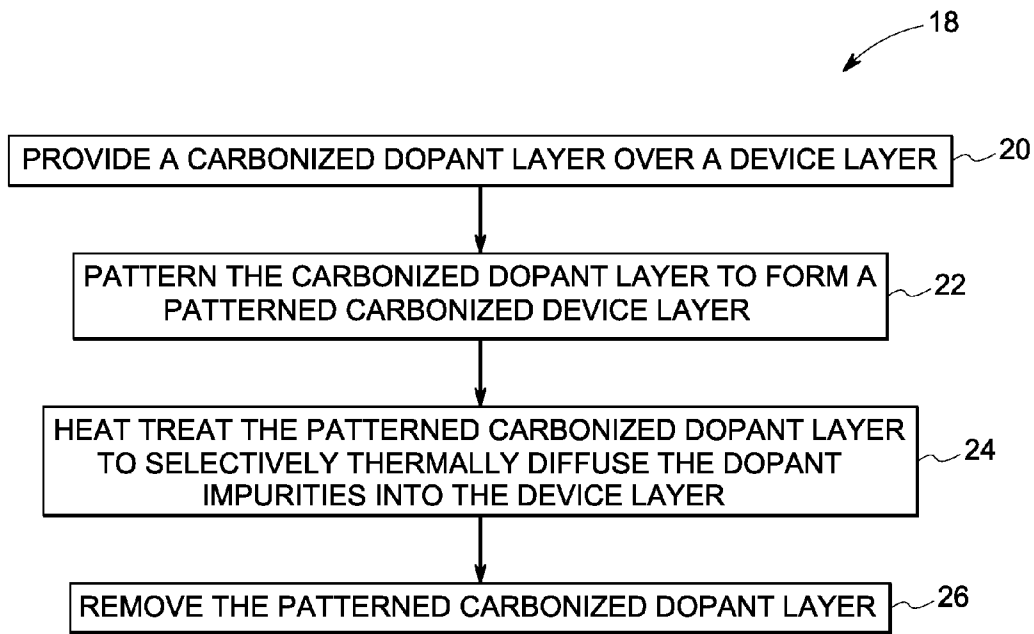 18
PROVIDE A CARBONIZED DOPANT LAYER OVER A DEVICE LAYER
20
PATTERN THE CARBONIZED DOPANT LAYER TO FORM A
PATTERNED CARBONIZED DEVICE LAYER
22
HEAT TREAT THE PATTERNED CARBONIZED DOPANT LAYER
TO SELECTIVELY THERMALLY DIFFUSE THE DOPANT
IMPURITIES INTO THE DEVICE LAYER
24
REMOVE THE PATTERNED CARBONIZED DOPANT LAYER
26